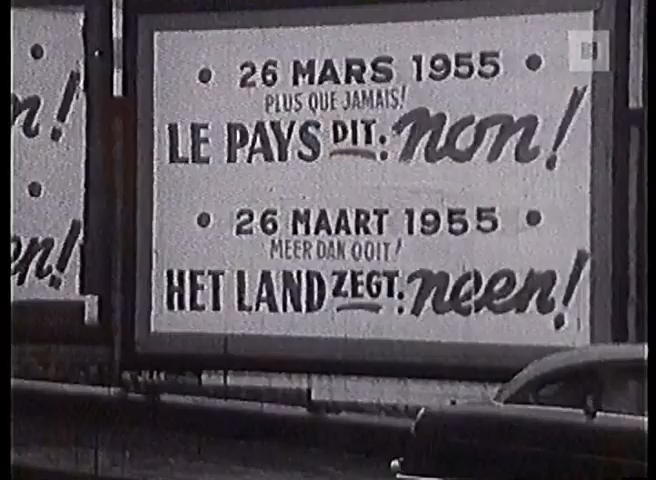 • 26 MARS 1955 •
PLUS QUE JAMAIS!
LE PAYS DIT: non!
• 26 MAART 1955 •
MEER DAN OOIT!
HET LAND ZEGT: neen!
n!
•
en!